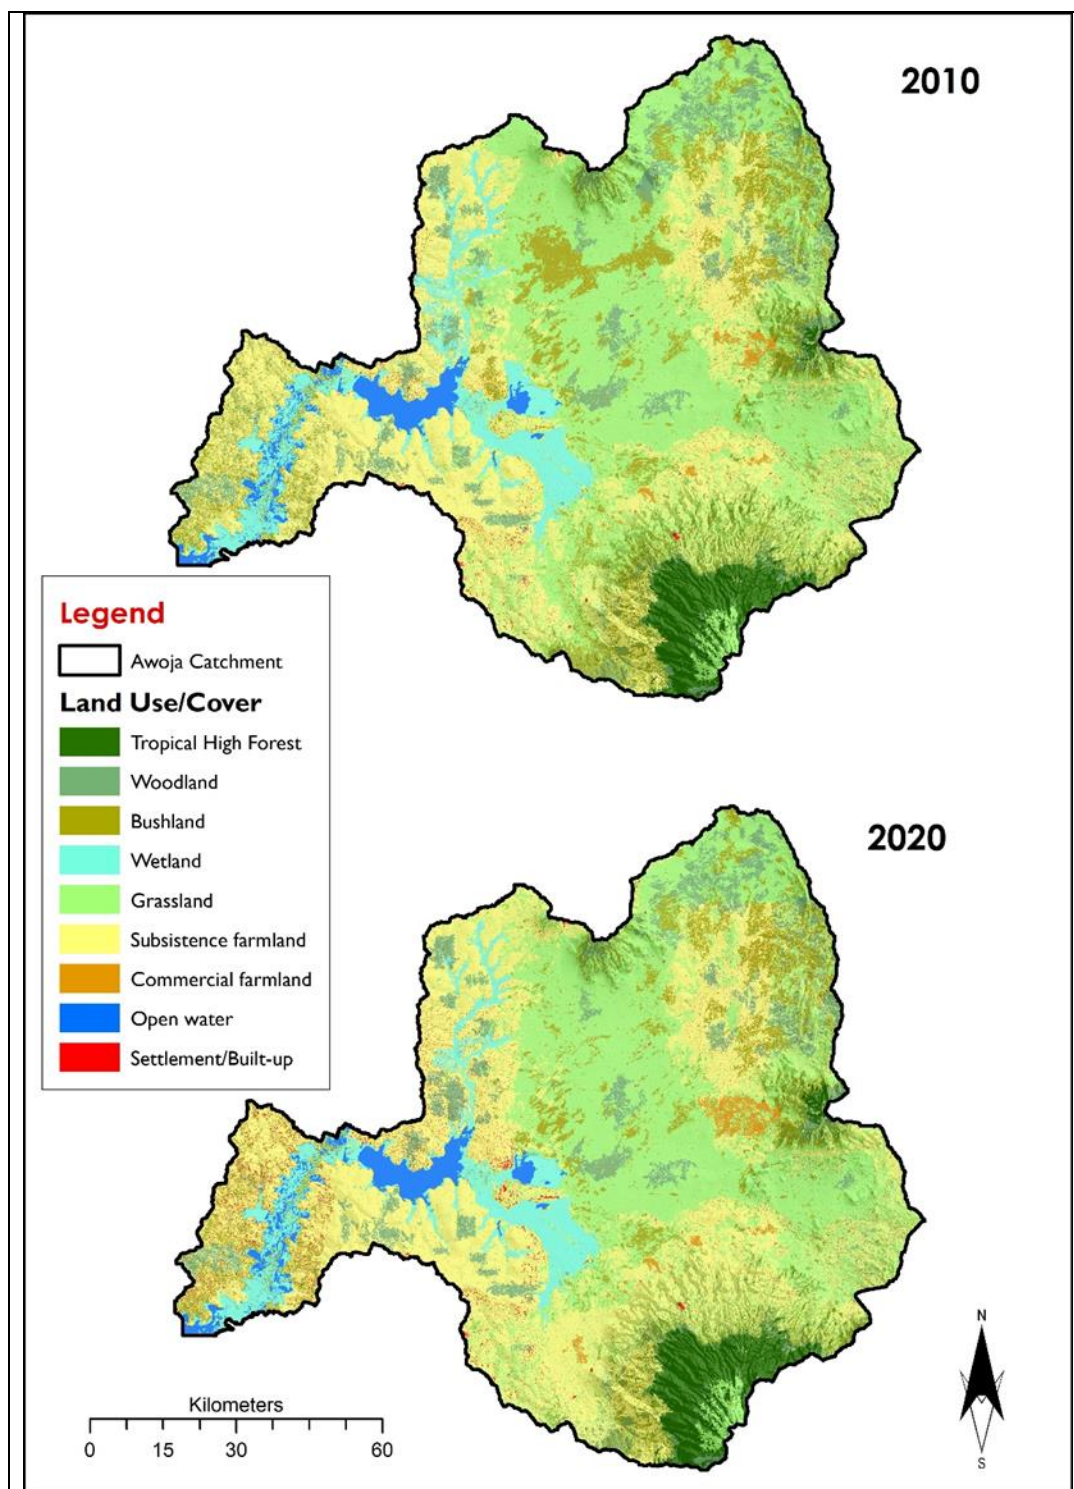 2010
Legend
Awoja Catchment
Land Use/Cover
Tropical High Forest
Woodland
Bushland
Wetland
Grassland
Subsistence farmland
Commercial farmland
Open water
Settlement/Built-up
2020
Kilometers
0 15 30 60
N
S